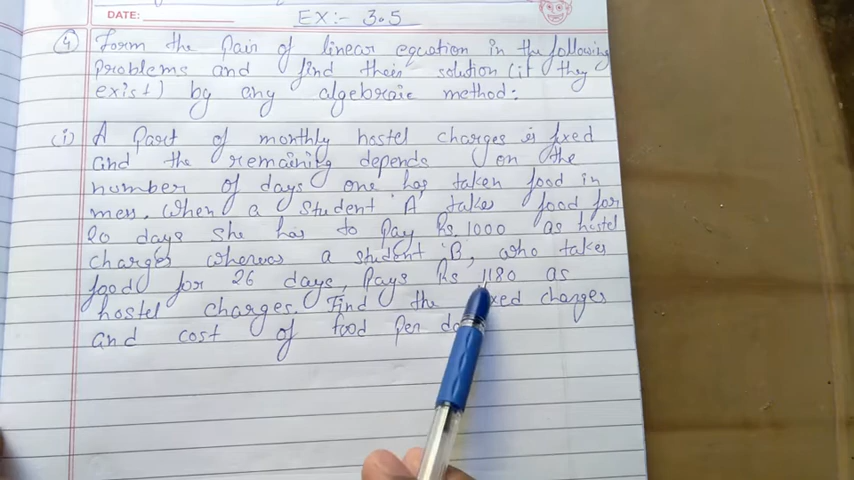 DATE:
EX:- 3.5
4 Form the pair of linear equation in the following
problems and find their solution (if they
exist) by any algebraic method:
(i) A part of monthly hostel charges is fixed
and the remaining depends on the
number of days one has taken food in
mess. When a student 'A' takes food for
20 days she has to pay Rs 1000 as hostel
charges whereas a student 'B', who takes
food for 26 days, pays Rs 1180 as
hostel charges. Find the fixed charges
and cost of food per